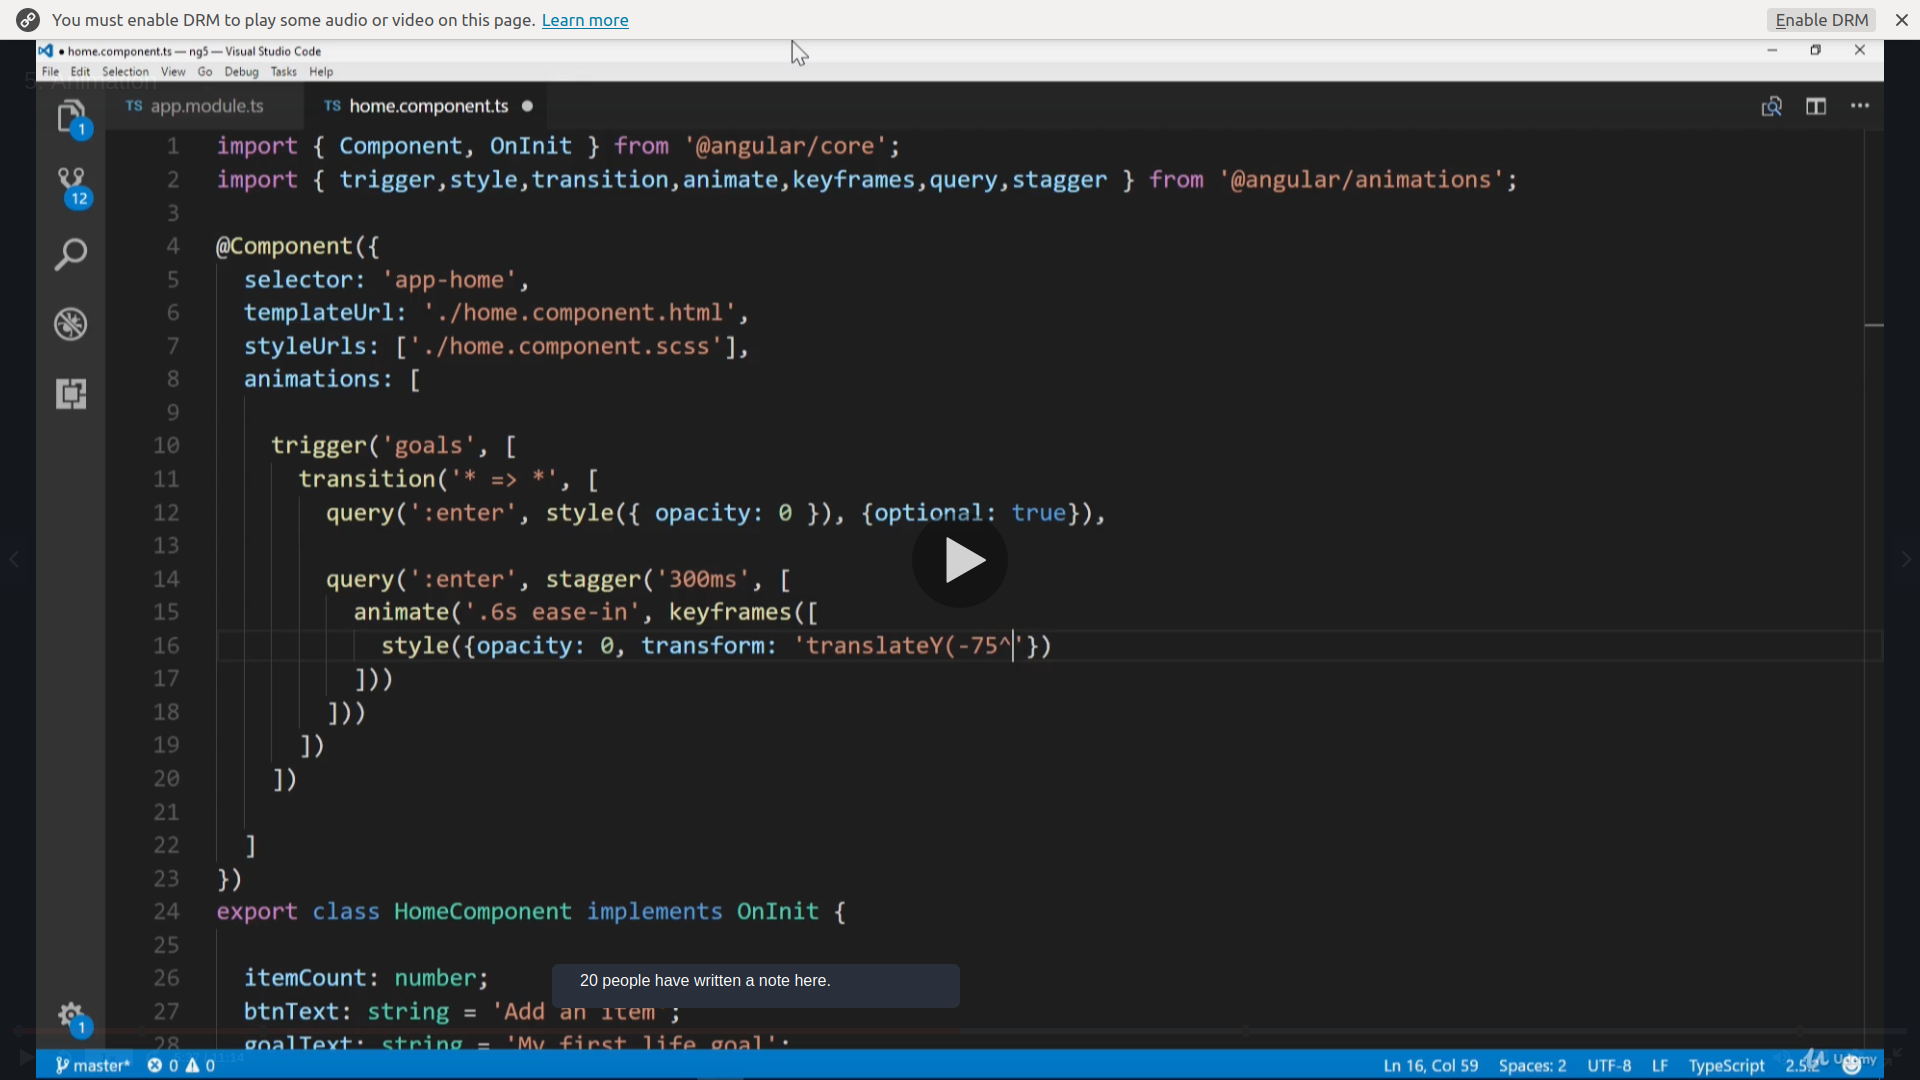 You must enable DRM to play some audio or video on this page. Learn more
Enable DRM
• home.component.ts — ng5 — Visual Studio Code
File Edit Selection View Go Debug Tasks Help
5. Animation
TS app.module.ts TS home.component.ts
1 import { Component, OnInit } from '@angular/core';
2 import { trigger,style,transition,animate,keyframes,query,stagger } from '@angular/animations';
3
4 @Component({
5 selector: 'app-home',
6 templateUrl: './home.component.html',
7 styleUrls: ['./home.component.scss'],
8 animations: [
9
10 trigger('goals', [
11 transition('* => *', [
12 query(':enter', style({ opacity: 0 }), {optional: true}),
13
14 query(':enter', stagger('300ms', [
15 animate('.6s ease-in', keyframes([
16 style({opacity: 0, transform: 'translateY(-75^'})
17 ]))
18 ]))
19 ])
20 ])
21
22 ]
23 })
24 export class HomeComponent implements OnInit {
25
26 itemCount: number;
27 btnText: string = 'Add an item';
28 goalText: string = 'My first life goal';
1
12
1
20 people have written a note here.
master* 0 0
Ln 16, Col 59 Spaces: 2 UTF-8 LF TypeScript 2.5.2
Udemy